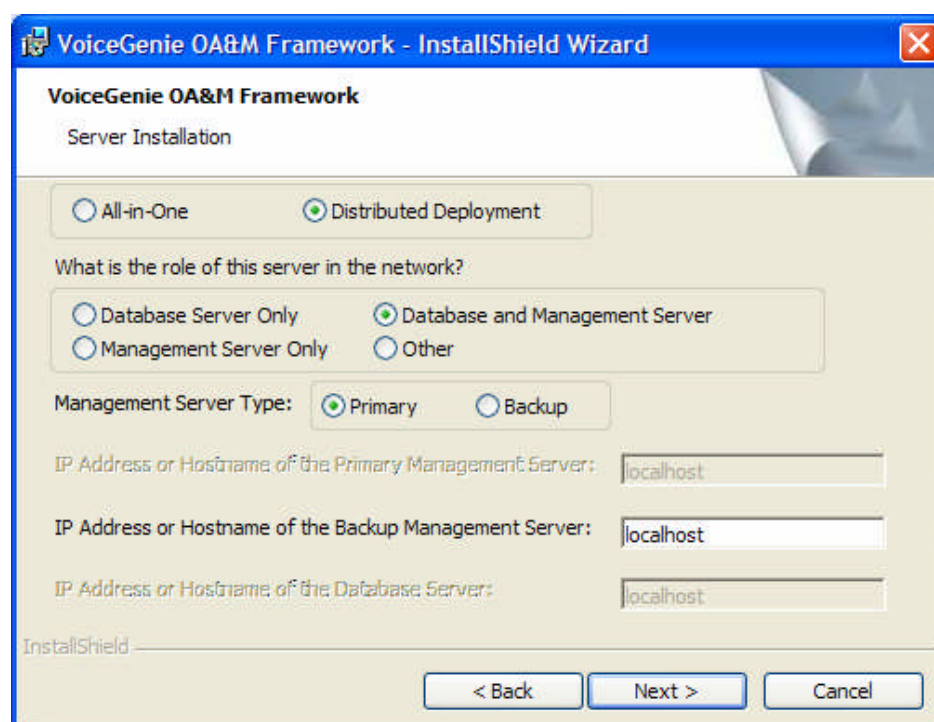 VoiceGenie OA&M Framework - InstallShield Wizard
VoiceGenie OA&M Framework
Server Installation
All-in-One Distributed Deployment
What is the role of this server in the network?
Database Server Only Database and Management Server
Management Server Only Other
Management Server Type: Primary Backup
IP Address or Hostname of the Primary Management Server: localhost
IP Address or Hostname of the Backup Management Server: localhost
IP Address or Hostname of the Database Server: localhost
InstallShield
< Back Next > Cancel